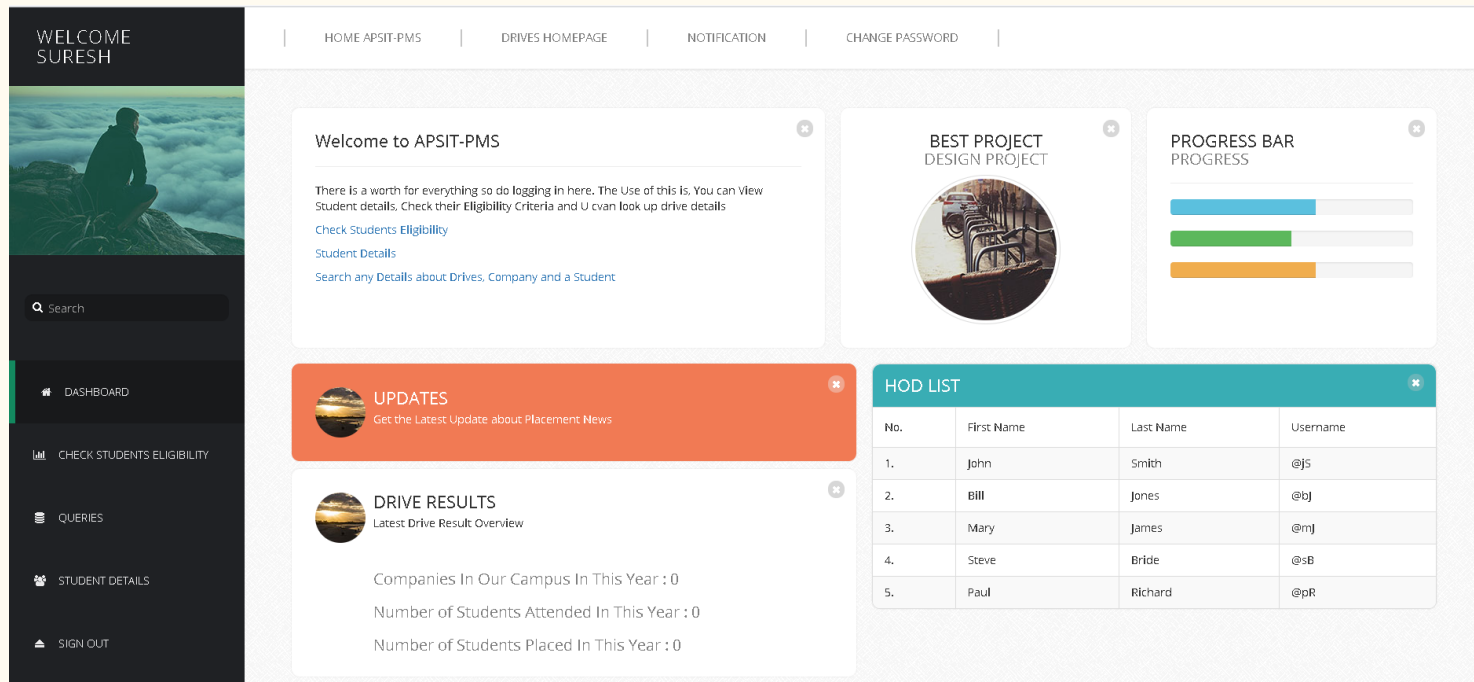 WELCOME
SURESH
HOME APSIT-PMS
DRIVES HOMEPAGE
NOTIFICATION
CHANGE PASSWORD
Search
DASHBOARD
CHECK STUDENTS ELIGIBILITY
QUERIES
STUDENT DETAILS
SIGN OUT
Welcome to APSIT-PMS
There is a worth for everything so do logging in here. The Use of this is, You can View
Student details, Check their Eligibility Criteria and U cvan look up drive details
Check Students Eligibility
Student Details
Search any Details about Drives, Company and a Student
BEST PROJECT
DESIGN PROJECT
PROGRESS BAR
PROGRESS
UPDATES
Get the Latest Update about Placement News
DRIVE RESULTS
Latest Drive Result Overview
Companies In Our Campus In This Year : 0
Number of Students Attended In This Year : 0
Number of Students Placed In This Year : 0
HOD LIST
No. First Name Last Name Username
1. John Smith @jS
2. Bill Jones @bJ
3. Mary James @mJ
4. Steve Bride @sB
5. Paul Richard @pR